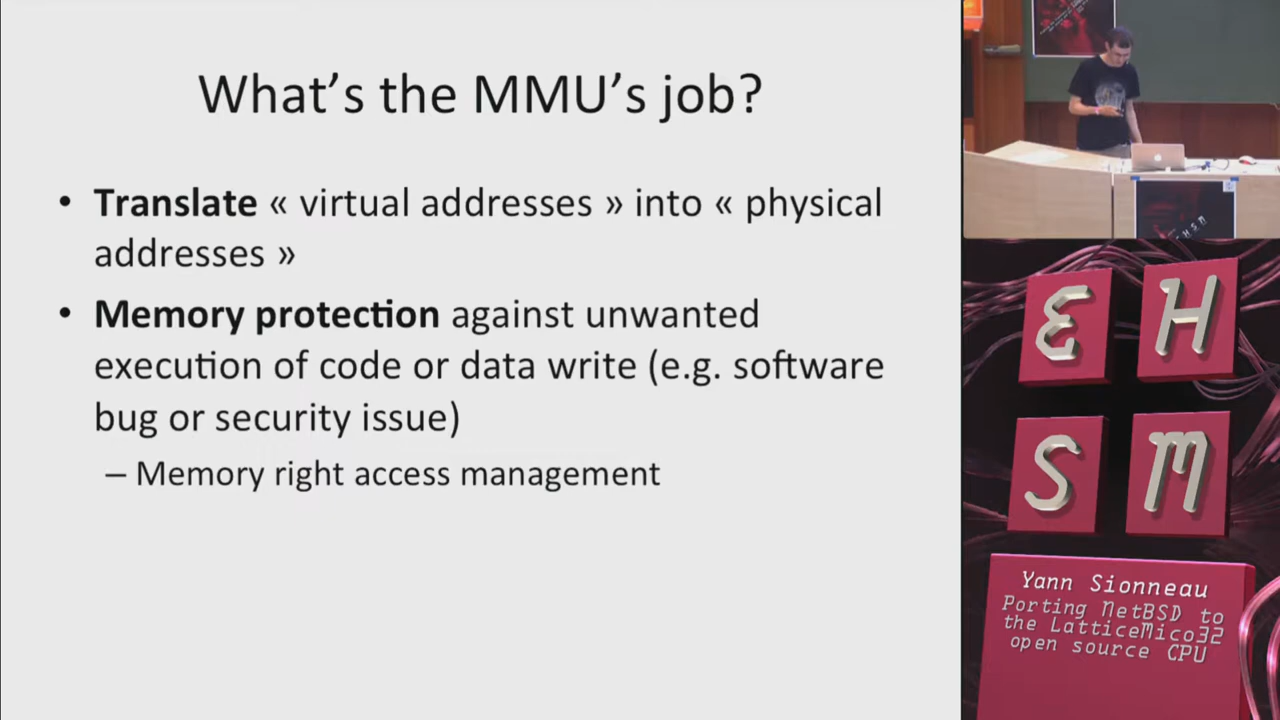 What's the MMU's job?
• Translate « virtual addresses » into « physical
addresses »
• Memory protection against unwanted
execution of code or data write (e.g. software
bug or security issue)
– Memory right access management
E H
S M
Yann Sionneau
Porting NetBSD to
the LatticeMico32
open source CPU
EHSM